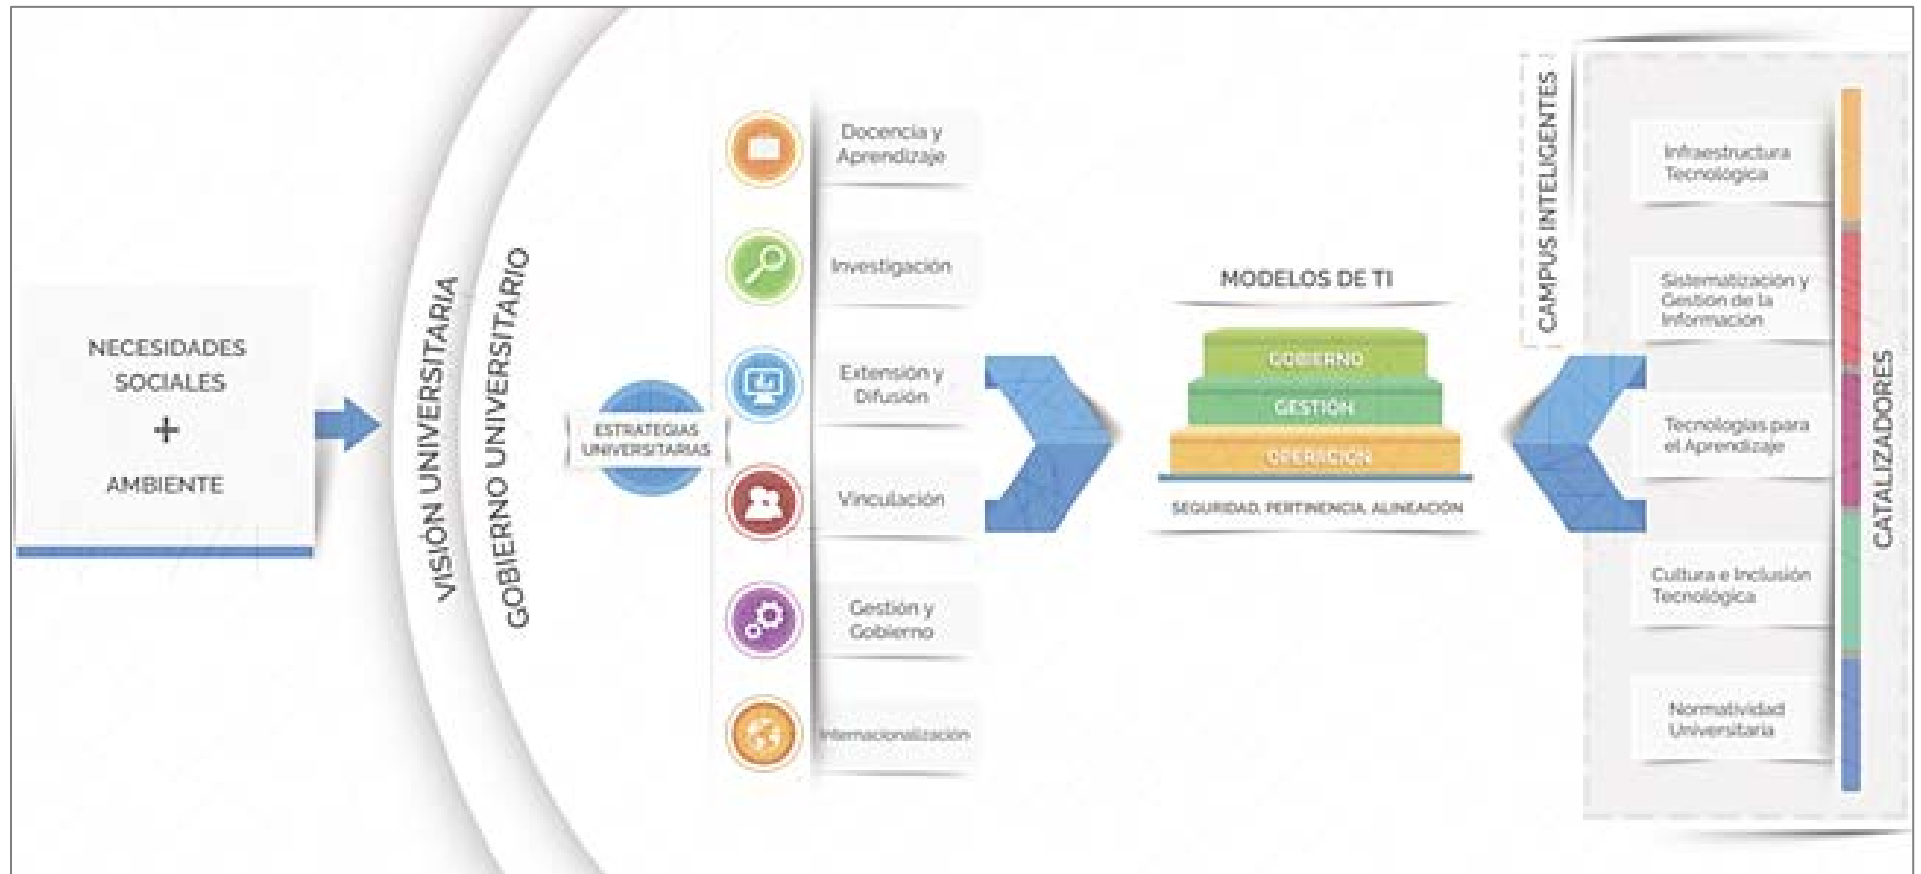 NECESIDADES
SOCIALES
+
AMBIENTE
VISIÓN UNIVERSITARIA
GOBIERNO UNIVERSITARIO
ESTRATEGIAS
UNIVERSITARIAS
Docencia y
Aprendizaje
Investigación
Extensión y
Difusión
Vinculación
Gestión y
Gobierno
Internacionalización
MODELOS DE TI
GOBIERNO
GESTIÓN
OPERACIÓN
SEGURIDAD, PERTINENCIA, ALINEACIÓN
CAMPUS INTELIGENTES
Infraestructura
Tecnológica
Sistematización y
Gestión de la
Información
Tecnologías para
el Aprendizaje
Cultura e Inclusión
Tecnológica
Normatividad
Universitaria
CATALIZADORES